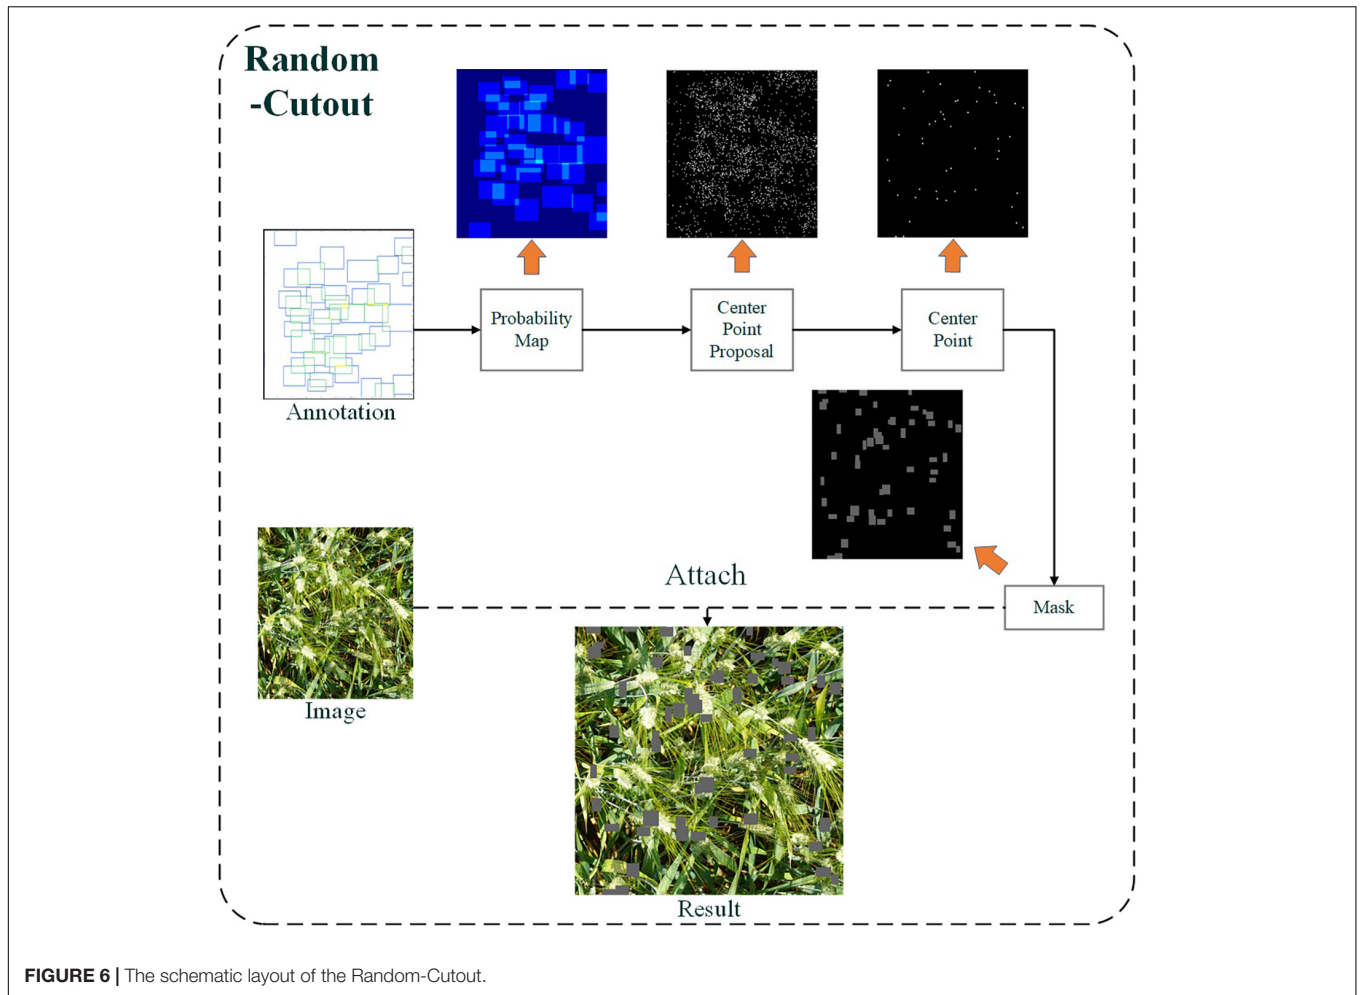 Random
-Cutout
Probability
Map
Center
Point
Proposal
Center
Point
Annotation
Attach
Mask
Image
Result
FIGURE 6 | The schematic layout of the Random-Cutout.